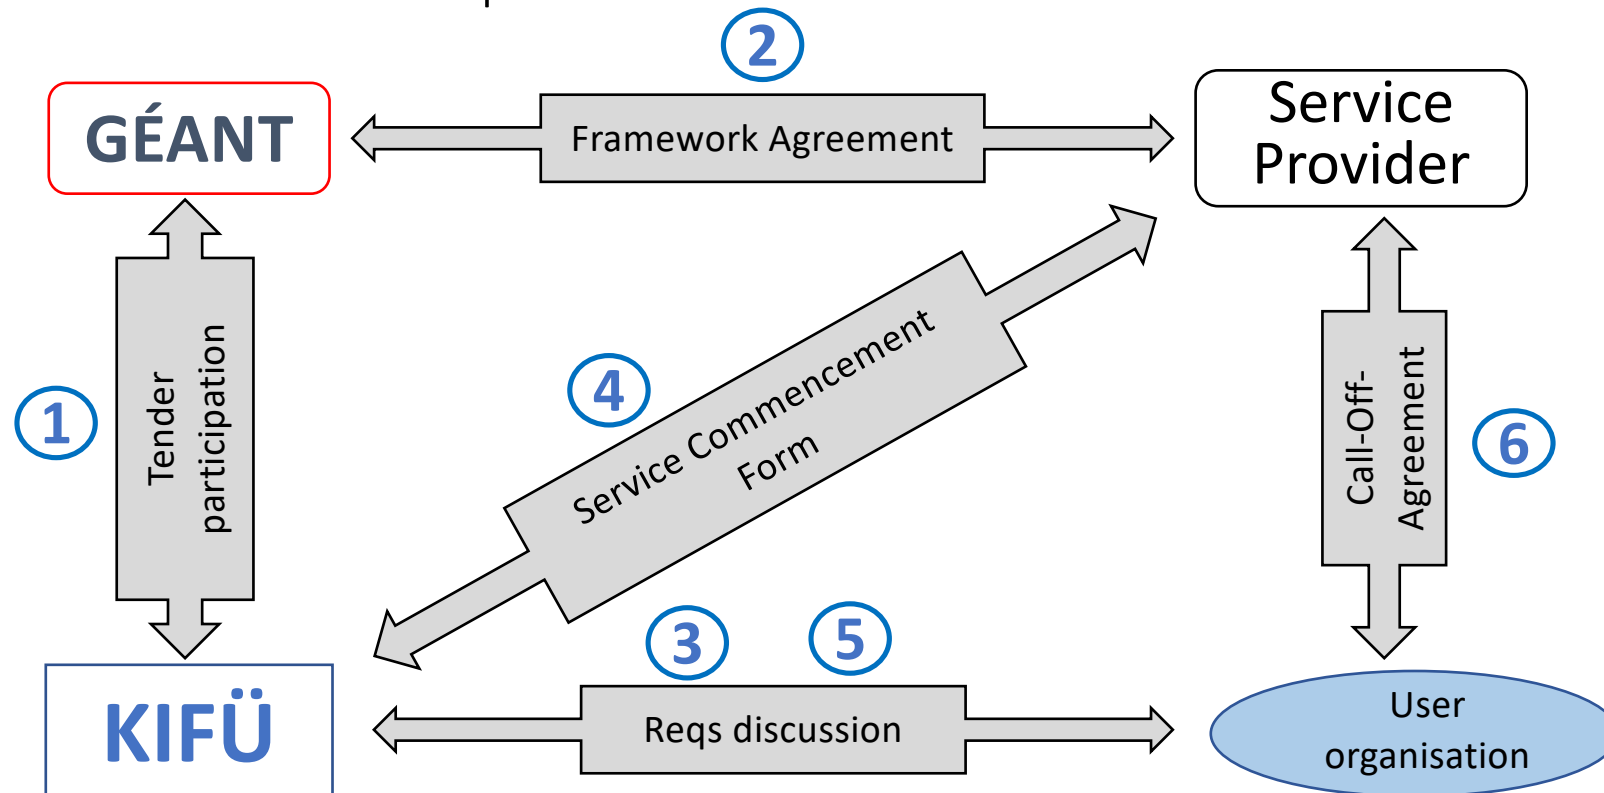 2
GÉANT
Framework Agreement
Service
Provider
1
Tender
participation
4
Service Commencement
Form
Call-Off-
Agreement
6
3
5
KIFÜ
Reqs discussion
User
organisation